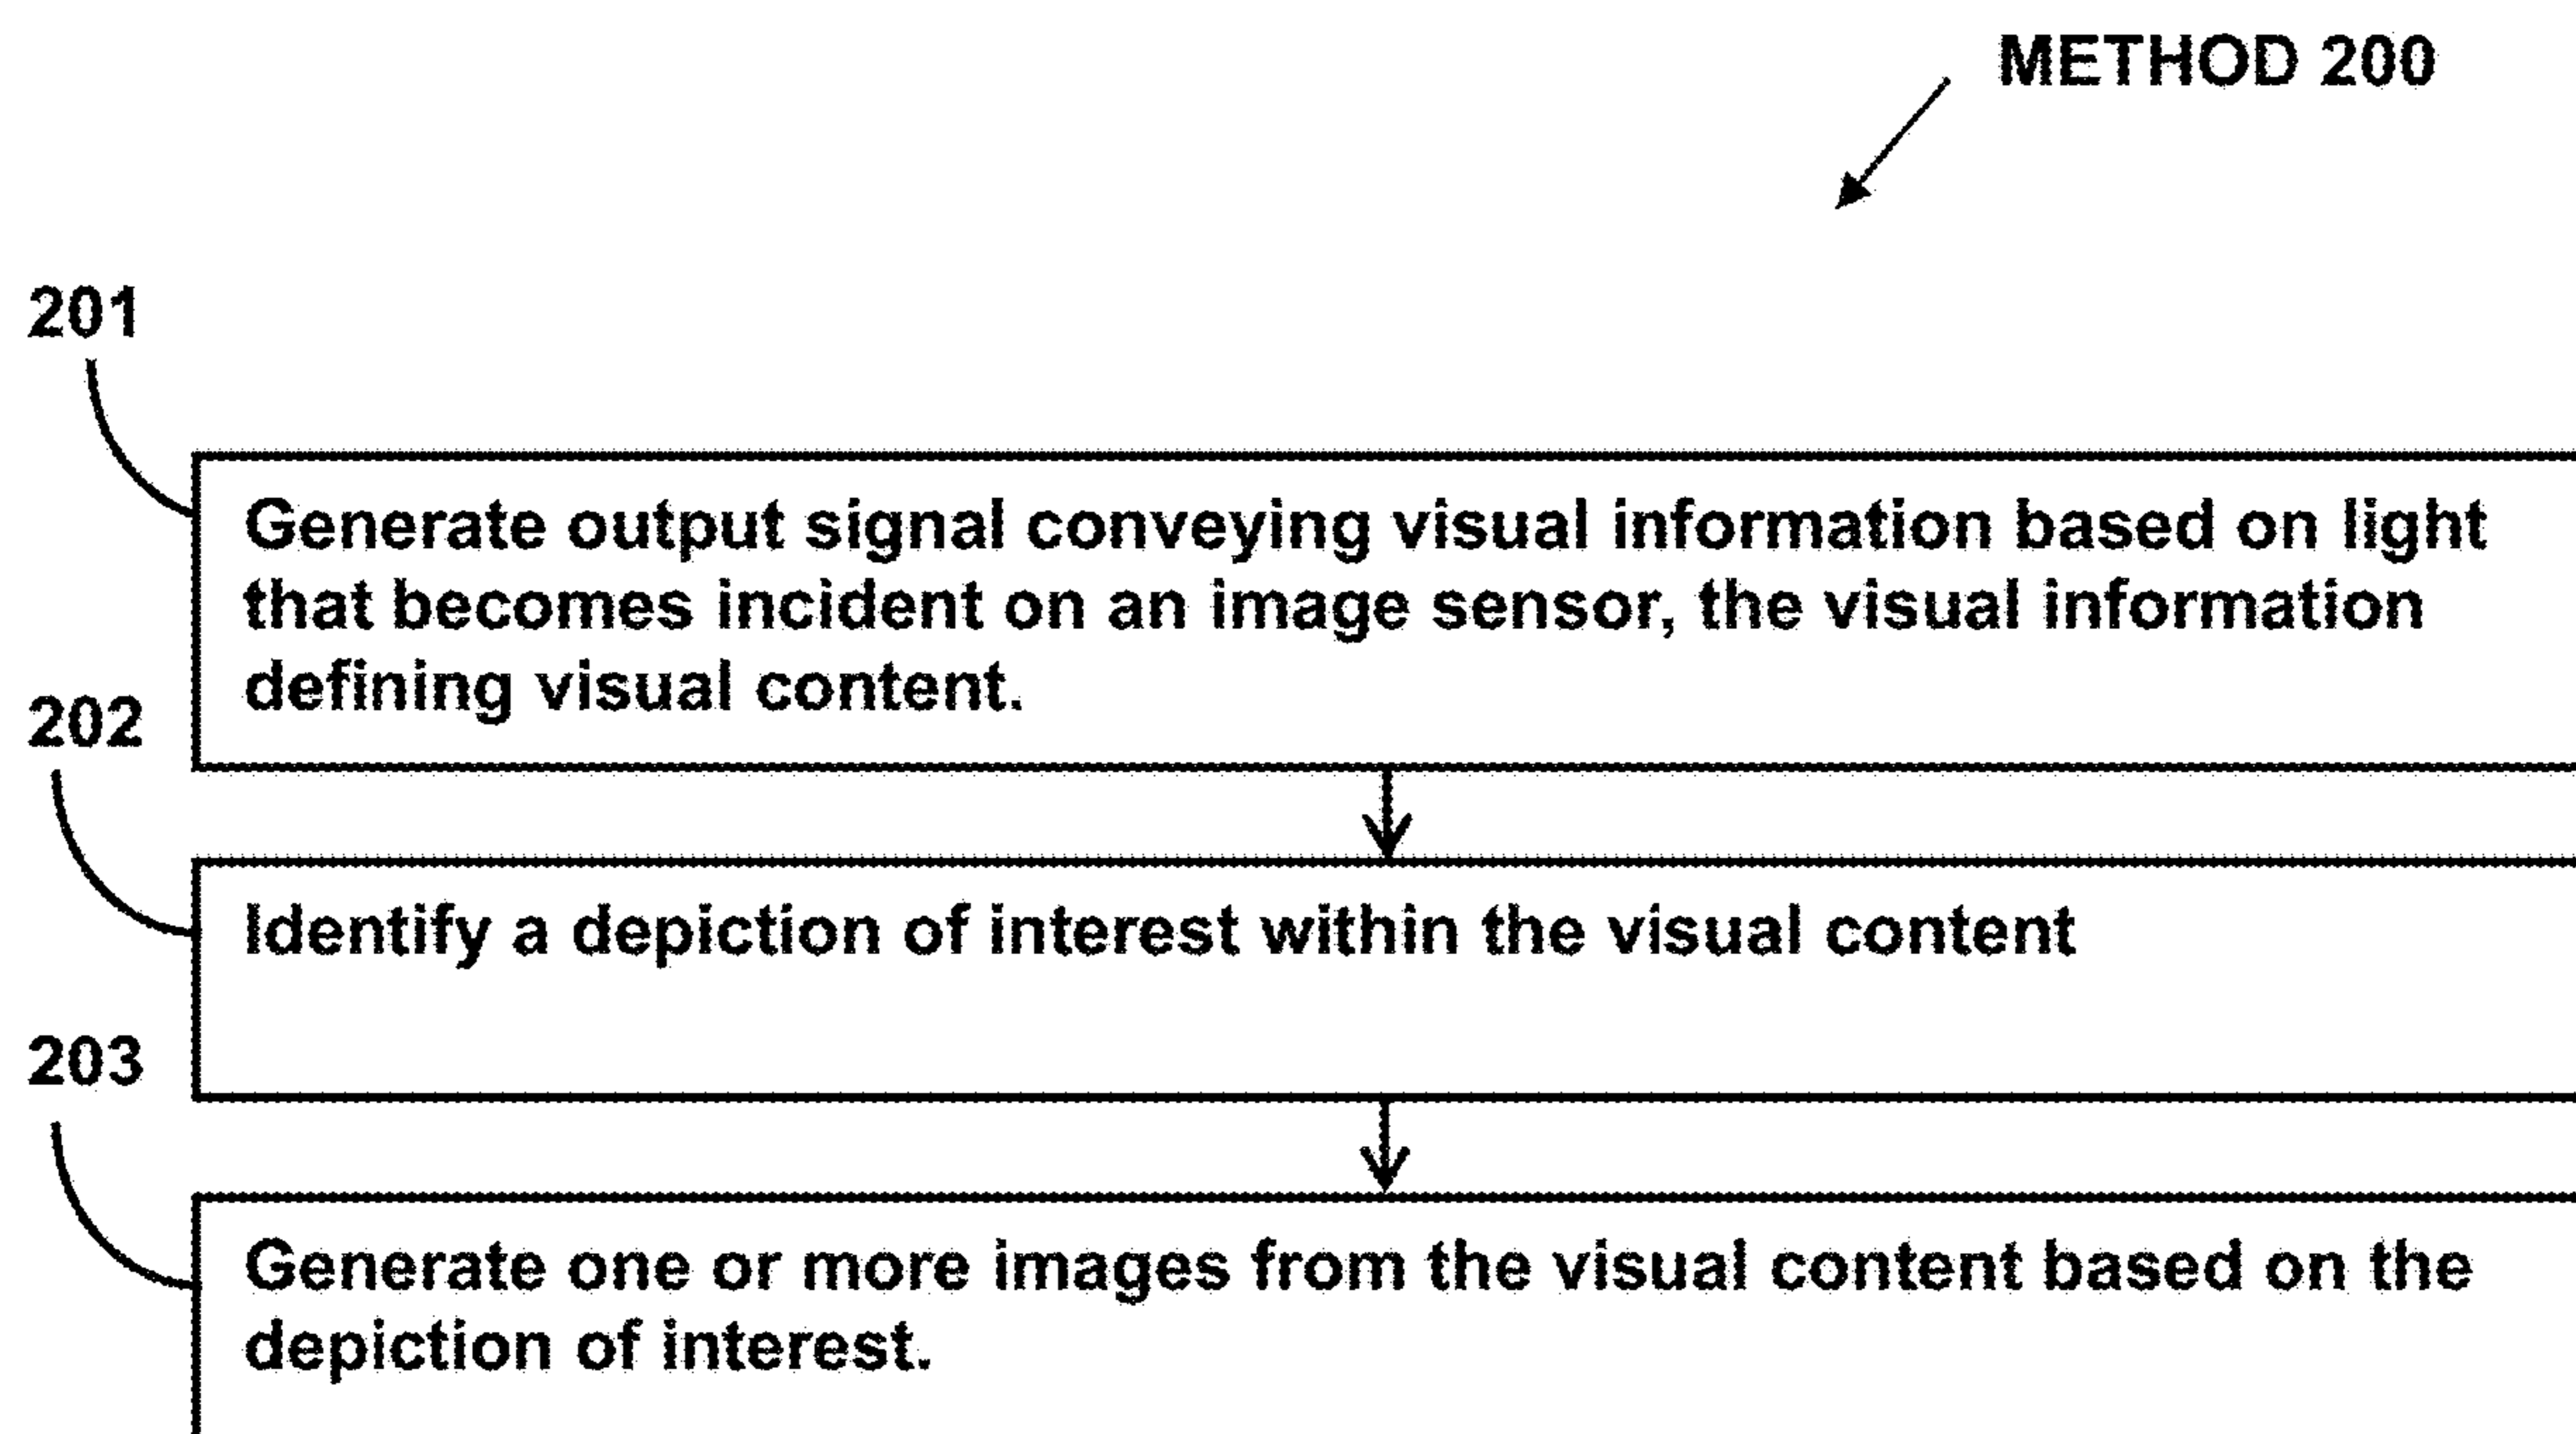 METHOD 200
201
Generate output signal conveying visual information based on light
that becomes incident on an image sensor, the visual information
defining visual content.
202
Identify a depiction of interest within the visual content
203
Generate one or more images from the visual content based on the
depiction of interest.